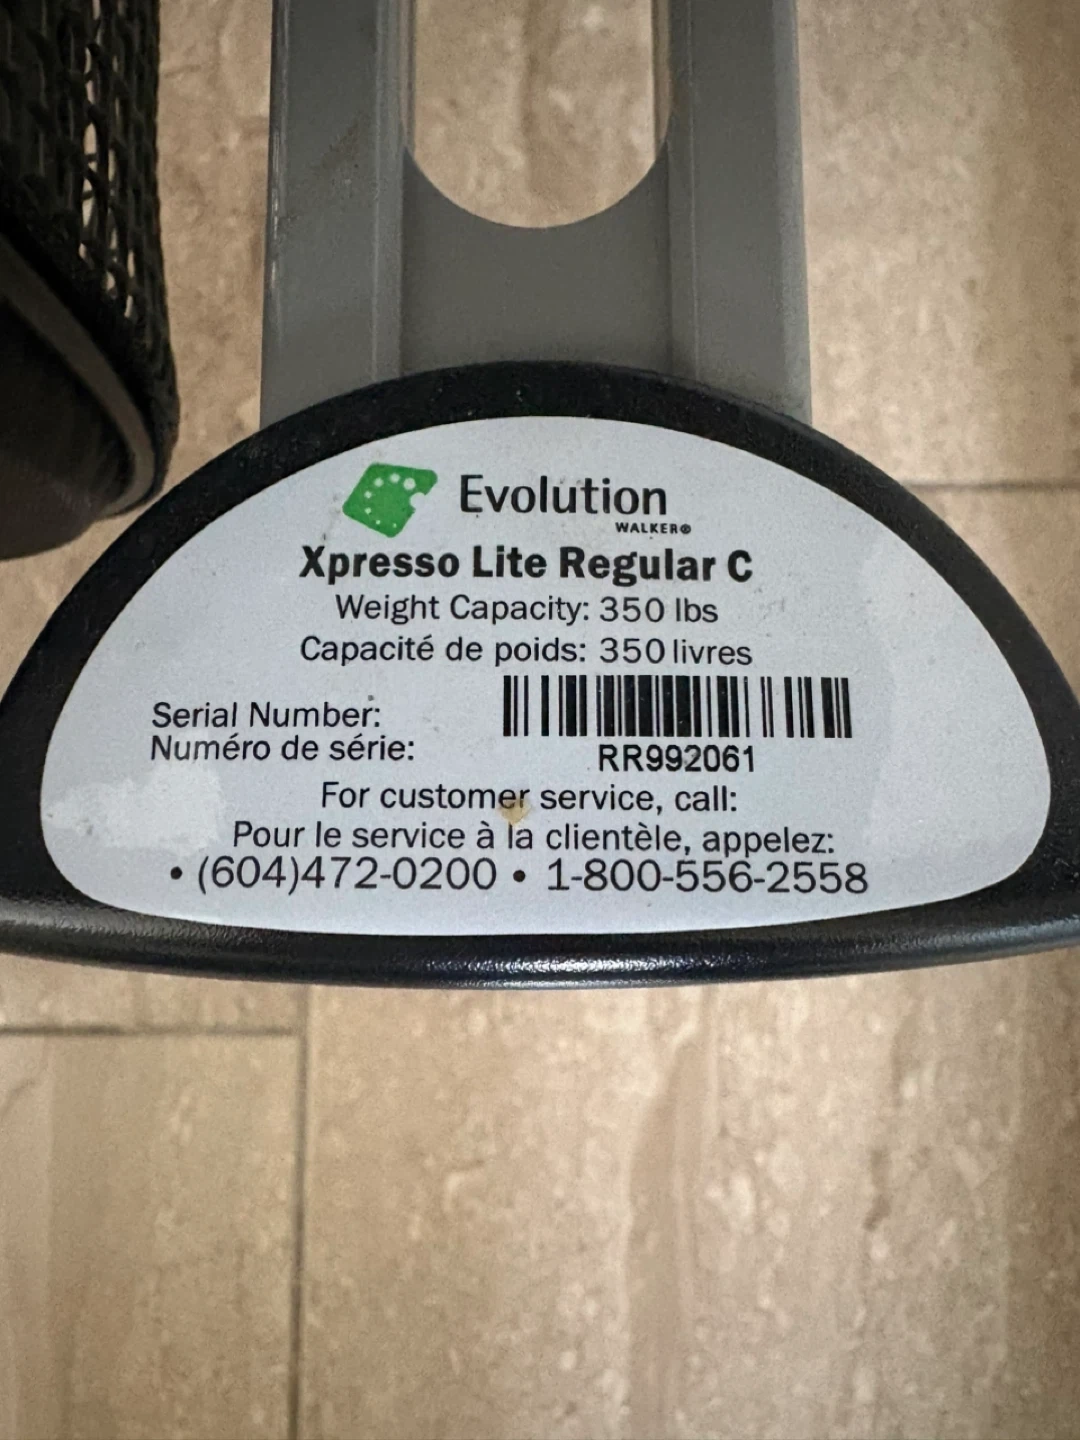 Evolution
WALKER®
Xpresso Lite Regular C
Weight Capacity: 350 lbs
Capacité de poids: 350 livres
Serial Number:
Numéro de série:
RR992061
For customer service, call:
Pour le service à la clientèle, appelez:
• (604)472-0200 • 1-800-556-2558